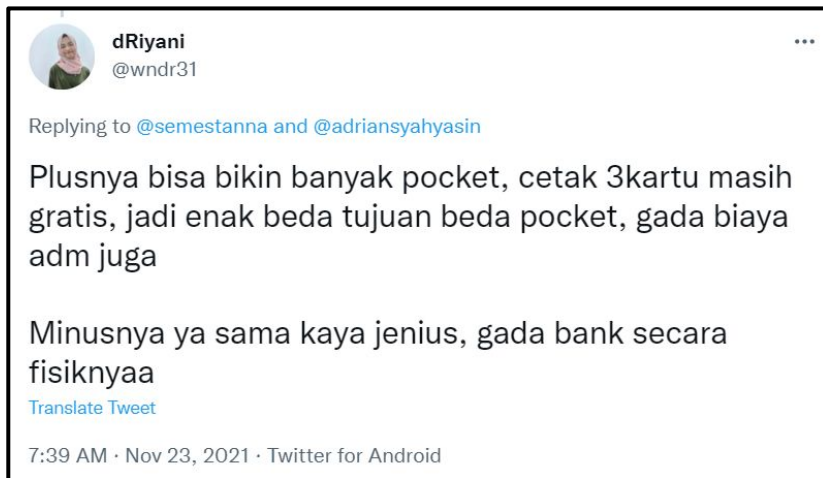 dRiyani
@wndr31
Replying to @semestanna and @adriansyahyasin
Plusnya bisa bikin banyak pocket, cetak 3kartu masih
gratis, jadi enak beda tujuan beda pocket, gada biaya
adm juga
Minusnya ya sama kaya jenius, gada bank secara
fisiknyaa
Translate Tweet
7:39 AM · Nov 23, 2021 · Twitter for Android